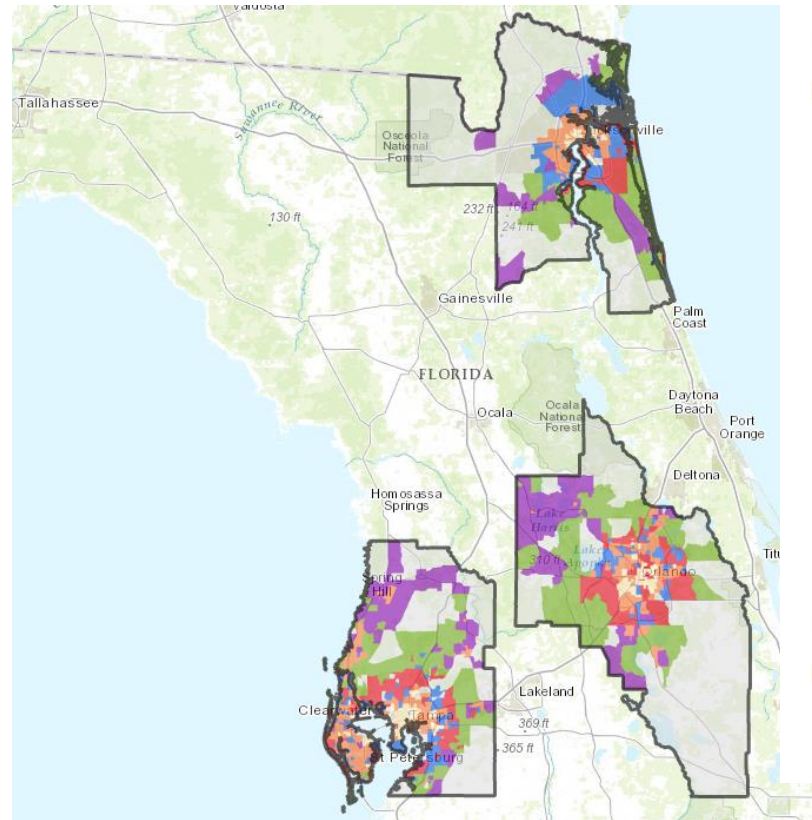 Valdosta
Tallahassee
Suwannee River
Osceola
National
Forest
232 ft
164 ft
241 ft
130 ft
Gainesville
Palm
Coast
FLORIDA
Ocala
Ocala
National
Forest
Daytona
Beach
Port
Orange
Deltona
Homosassa
Springs
Lake
Harris
Lake
Apopka
310 ft
Orlando
Titu
Spring
Hill
Lakeland
Clearwater
Tampa
369 ft
365 ft
St Petersburg